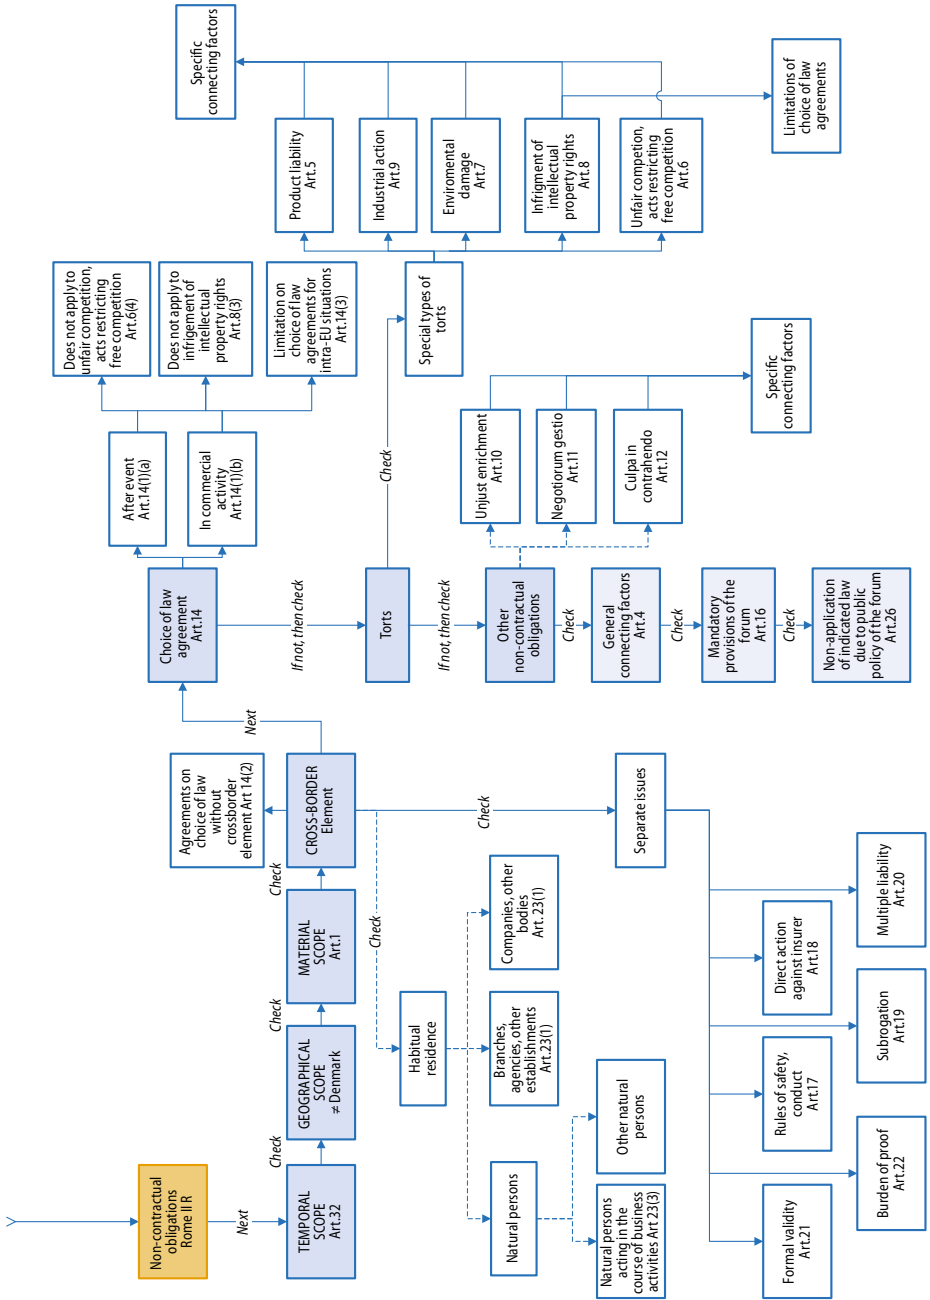 Non-contractual
obligations
Rome II R
Next
TEMPORAL
SCOPE
Art.32
Check
GEOGRAPHICAL
SCOPE
≠ Denmark
Check
MATERIAL
SCOPE
Art.1
Check
CROSS-BORDER
Element
Agreements on
choice of law
without
crossborder
element Art 14(2)
Check
Habitual
residence
Natural persons
Natural persons
acting in the
course of business
activities Art 23(3)
Other natural
persons
Branches,
agencies, other
establishments
Art.23(1)
Companies, other
bodies
Art. 23(1)
Check
Separate issues
Formal validity
Art.21
Burden of proof
Art.22
Rules of safety,
conduct
Art.17
Subrogation
Art.19
Direct action
against insurer
Art.18
Multiple liability
Art.20
Next
Choice of law
agreement
Art.14
After event
Art.14(1)(a)
In commercial
activity
Art.14(1)(b)
Does not apply to
unfair competition,
acts restricting
free competition
Art.6(4)
Does not apply to
infrigement of
intellectual
property rights
Art.8(3)
Limitation on
choice of law
agreements for
intra-EU situations
Art.14(3)
If not, then check
Torts
Check
Special types of
torts
Product liability
Art.5
Industrial action
Art.9
Enviromental
damage
Art.7
Infrigment of
intellectual
property rights
Art.8
Unfair competion,
acts restricting
free competition
Art.6
Specific
connecting factors
Limitations of
choice of law
agreements
If not, then check
Other
non-contractual
obligations
Unjust enrichment
Art.10
Negotiorum gestio
Art.11
Culpa in
contrahendo
Art.12
Specific
connecting factors
Check
General
connecting factors
Art.4
Check
Mandatory
provisions of the
forum
Art.16
Check
Non-application
of indicated law
due to public
policy of the forum
Art.26